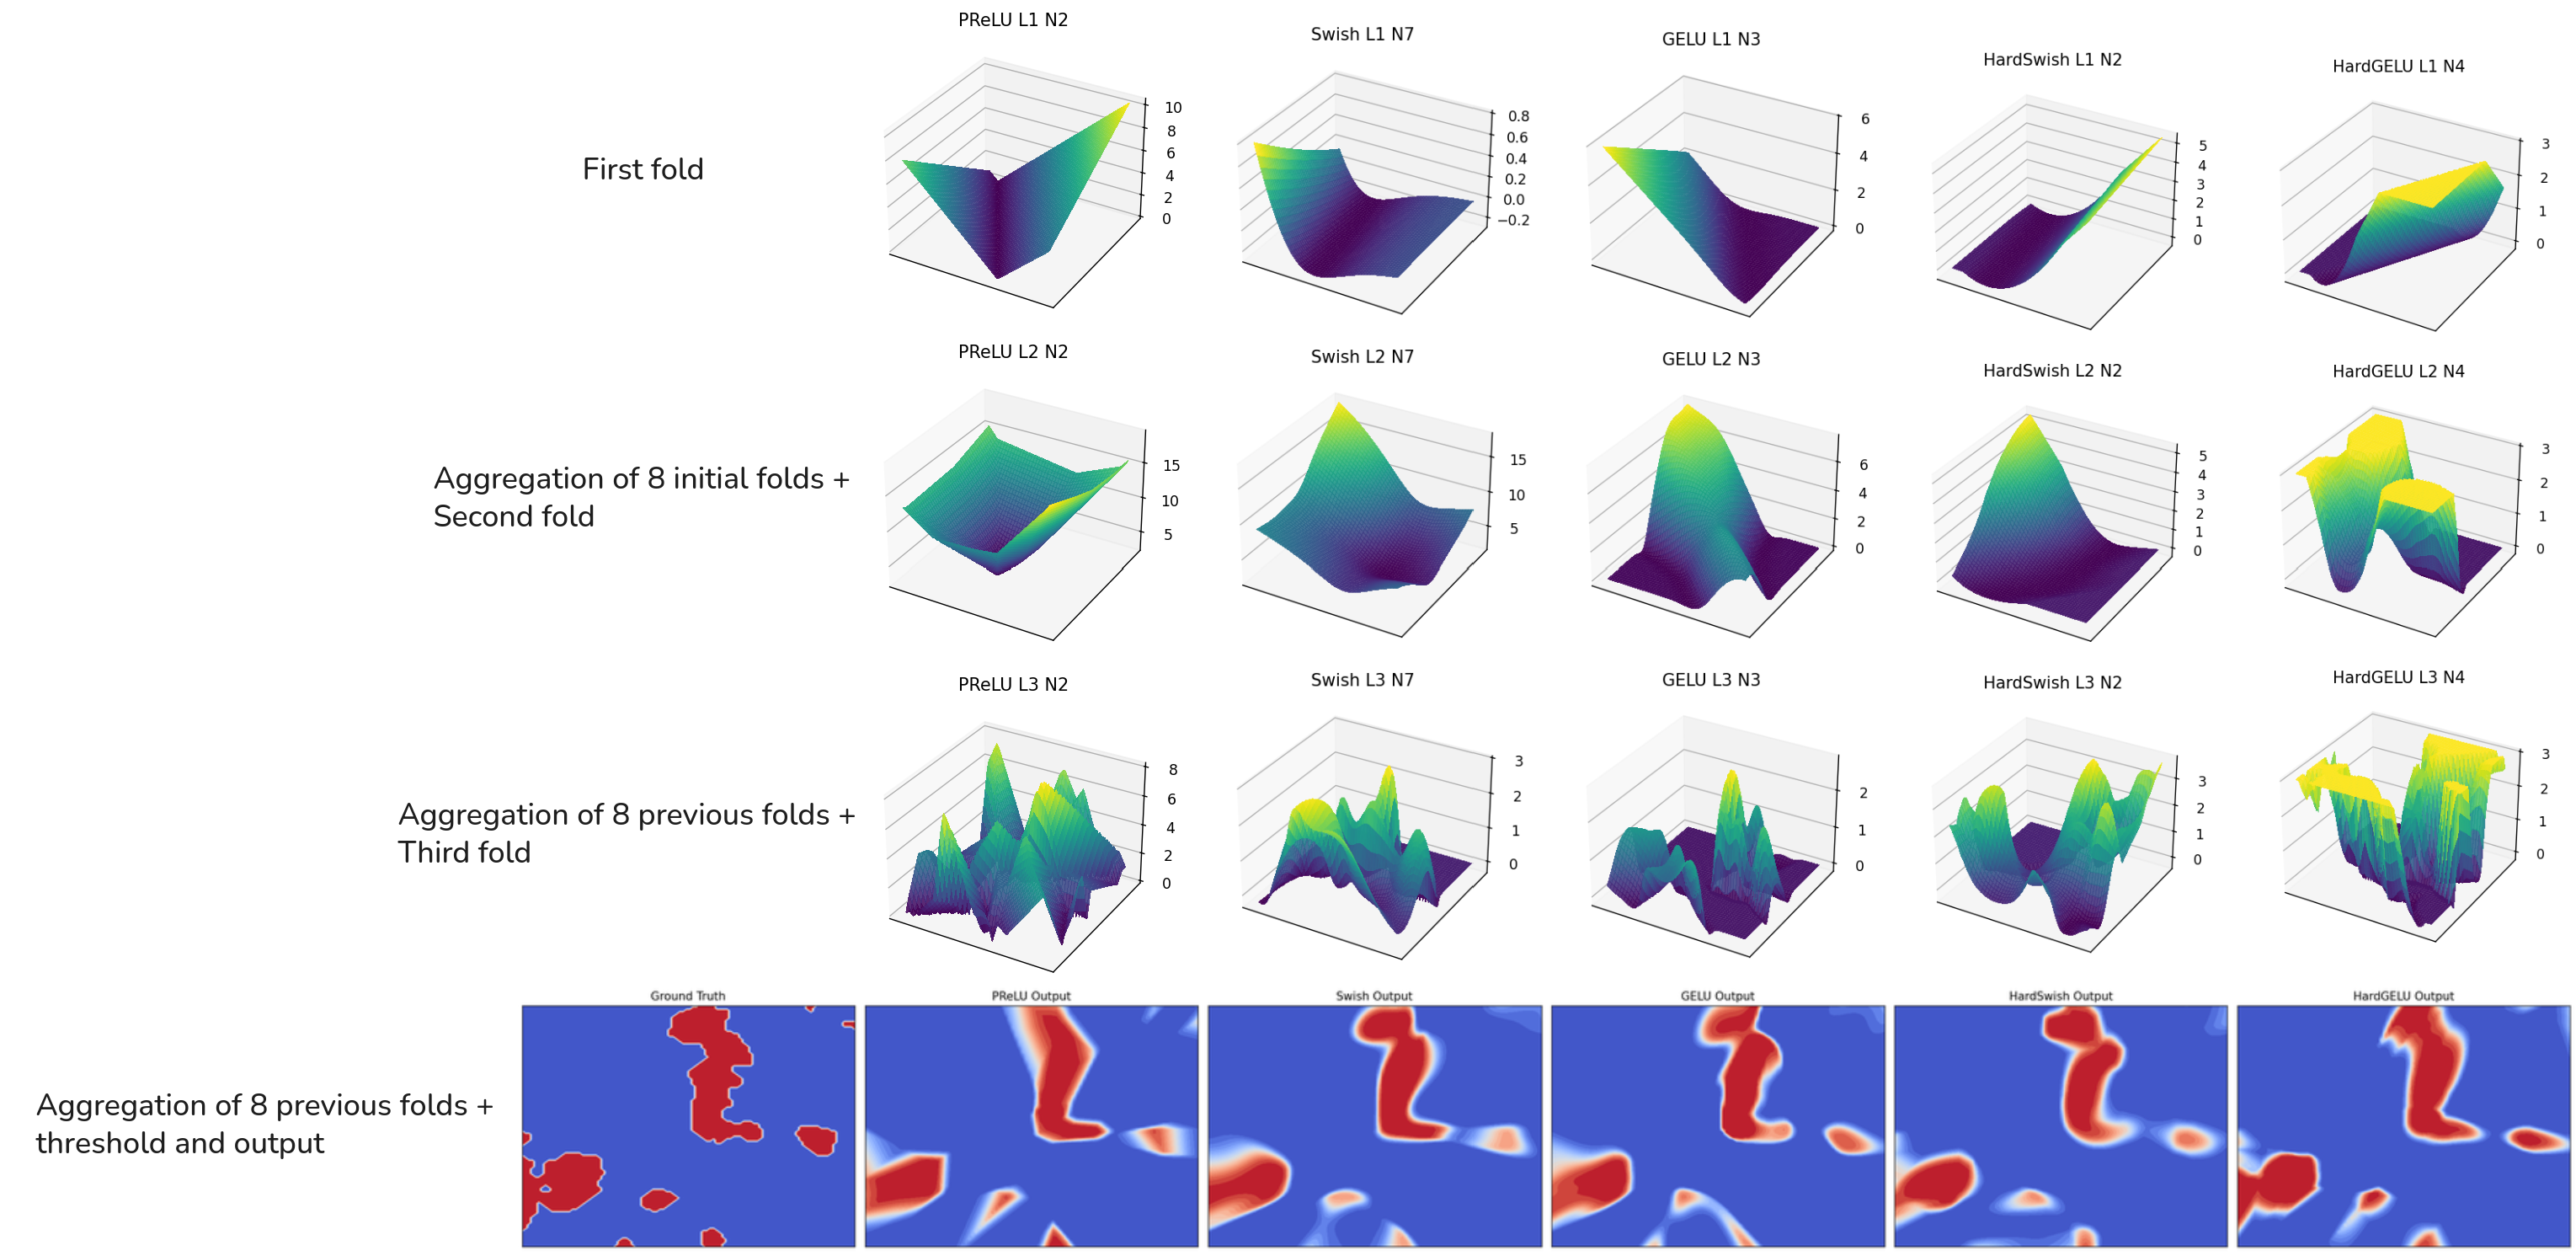 PReLU L1 N2
Swish L1 N7
GELU L1 N3
HardSwish L1 N2
HardGELU L1 N4
First fold
10
8
6
4
2
0
0.8
0.6
0.4
0.2
0.0
−0.2
6
4
2
0
5
4
3
2
1
0
3
2
1
0
PReLU L2 N2
Swish L2 N7
GELU L2 N3
HardSwish L2 N2
HardGELU L2 N4
Aggregation of 8 initial folds +
Second fold
15
10
5
15
10
5
6
4
2
0
5
4
3
2
1
0
3
2
1
0
PReLU L3 N2
Swish L3 N7
GELU L3 N3
HardSwish L3 N2
HardGELU L3 N4
Aggregation of 8 previous folds +
Third fold
8
6
4
2
0
3
2
1
0
2
1
0
3
2
1
0
3
2
1
0
Ground Truth
PReLU Output
Swish Output
GELU Output
HardSwish Output
HardGELU Output
Aggregation of 8 previous folds +
threshold and output